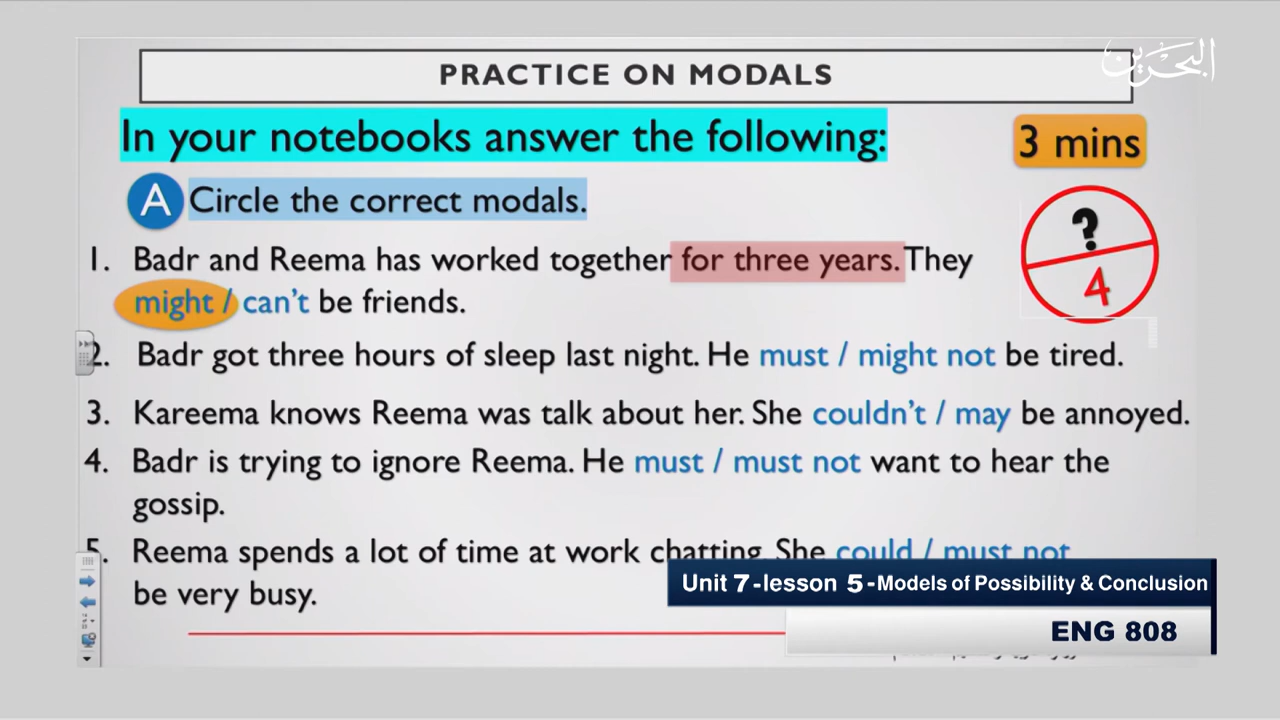 PRACTICE ON MODALS
البحرين
In your notebooks answer the following:
3 mins
A Circle the correct modals.
?
4
1. Badr and Reema has worked together for three years. They
might / can't be friends.
2. Badr got three hours of sleep last night. He must / might not be tired.
3. Kareema knows Reema was talk about her. She couldn't / may be annoyed.
4. Badr is trying to ignore Reema. He must / must not want to hear the
gossip.
5. Reema spends a lot of time at work chatting. She could / must not
be very busy.
Unit 7-lesson 5-Models of Possibility & Conclusion
ENG 808